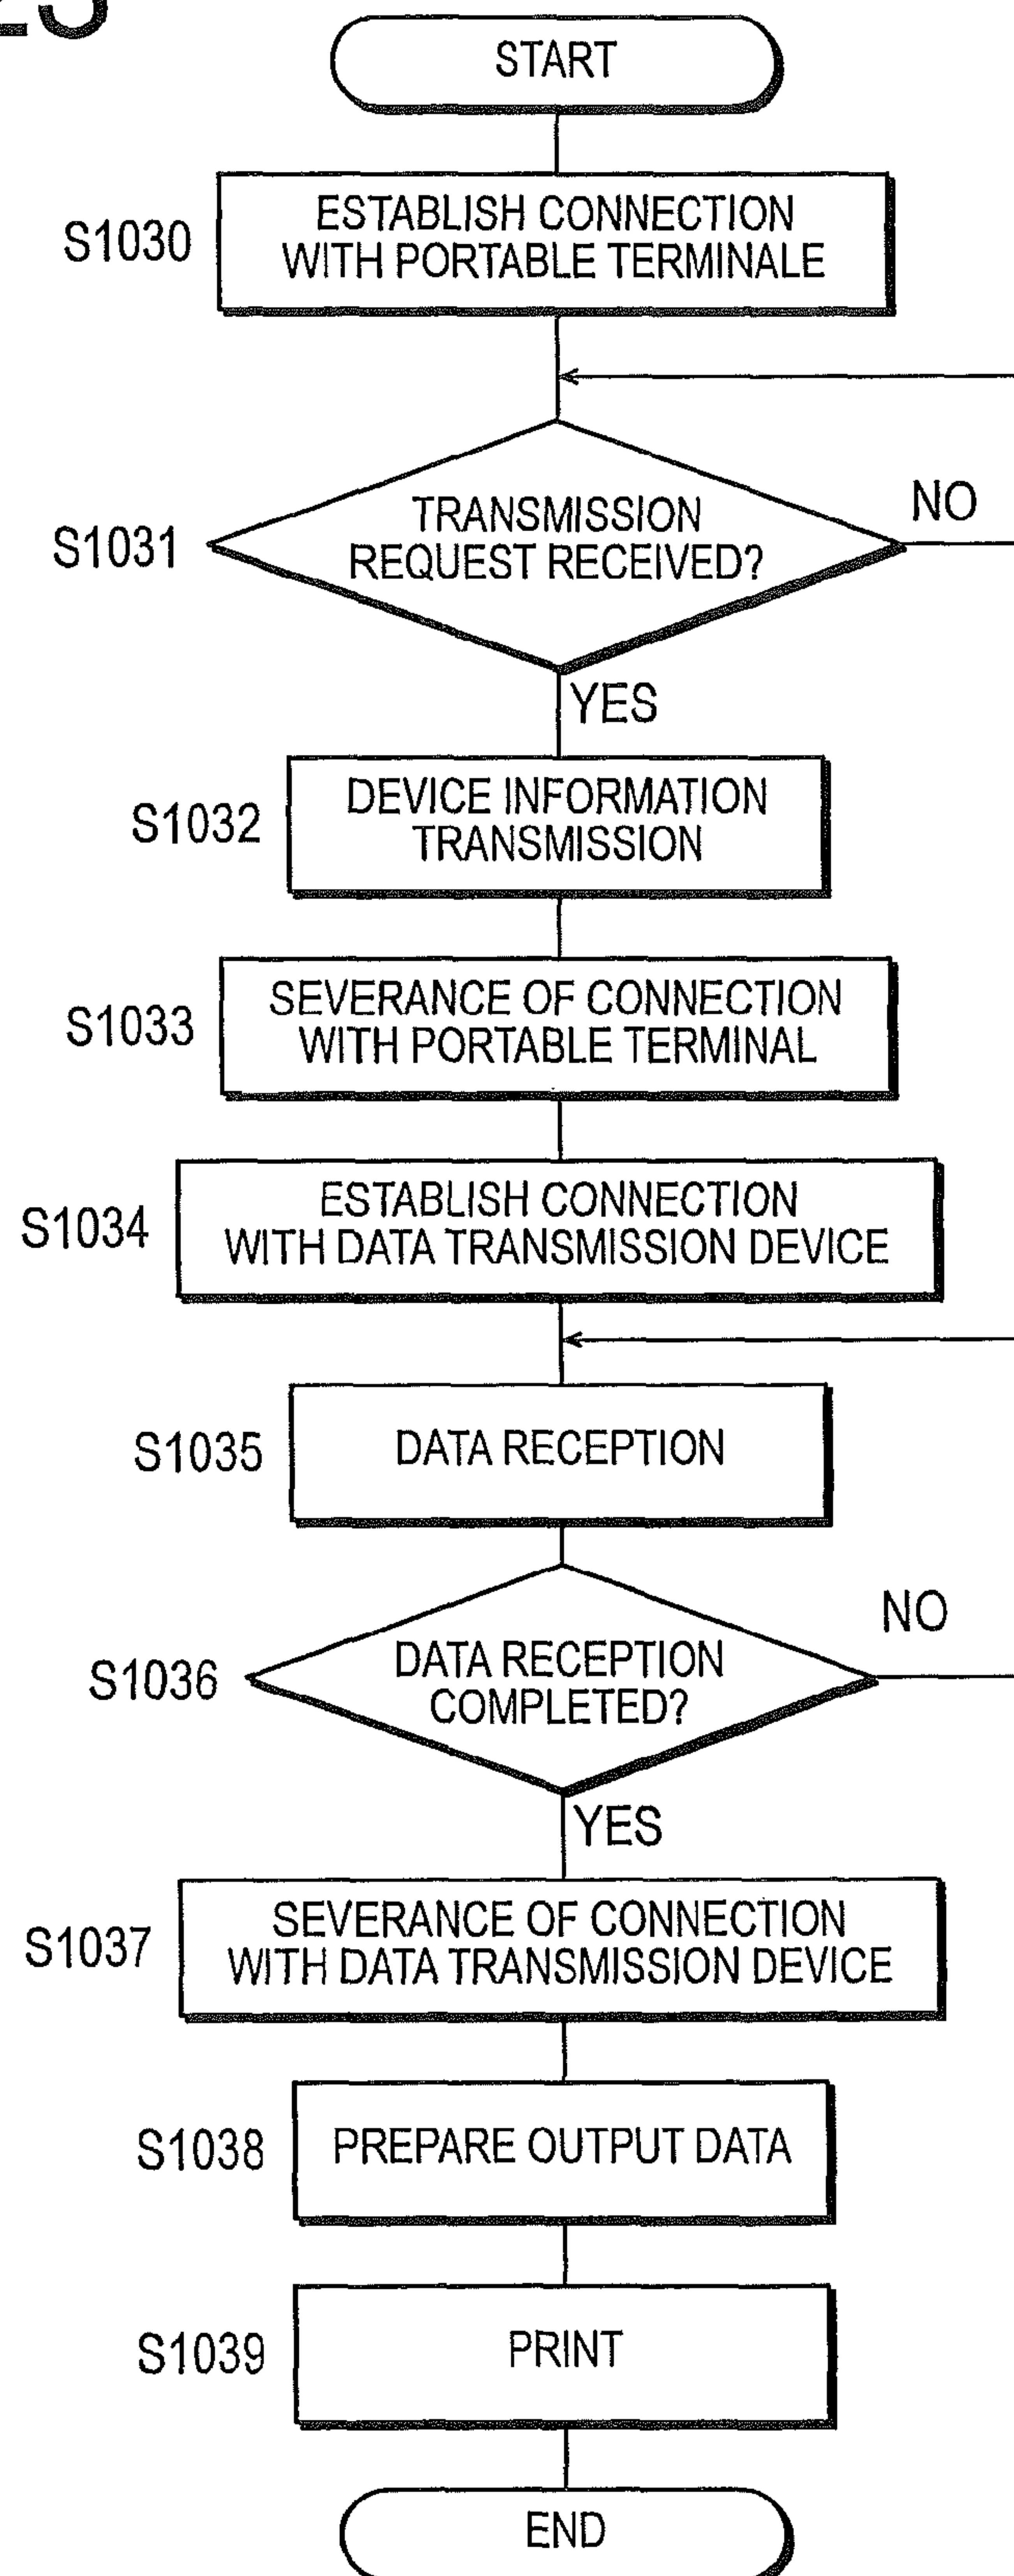 START
S1030
ESTABLISH CONNECTION
WITH PORTABLE TERMINALE
S1031
TRANSMISSION
REQUEST RECEIVED?
NO
YES
S1032
DEVICE INFORMATION
TRANSMISSION
S1033
SEVERANCE OF CONNECTION
WITH PORTABLE TERMINAL
S1034
ESTABLISH CONNECTION
WITH DATA TRANSMISSION DEVICE
S1035
DATA RECEPTION
S1036
DATA RECEPTION
COMPLETED?
NO
YES
S1037
SEVERANCE OF CONNECTION
WITH DATA TRANSMISSION DEVICE
S1038
PREPARE OUTPUT DATA
S1039
PRINT
END